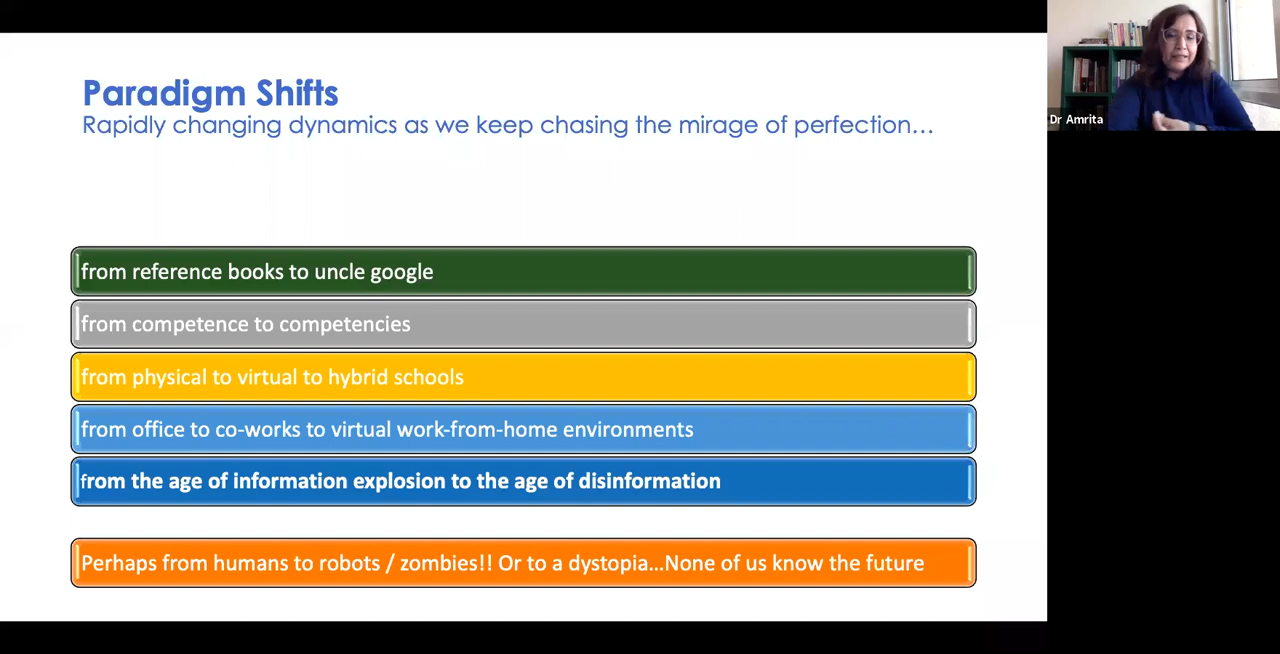 Paradigm Shifts
Rapidly changing dynamics as we keep chasing the mirage of perfection…
Dr Amrita
from reference books to uncle google
from competence to competencies
from physical to virtual to hybrid schools
from office to co-works to virtual work-from-home environments
from the age of information explosion to the age of disinformation
Perhaps from humans to robots / zombies!! Or to a dystopia…None of us know the future